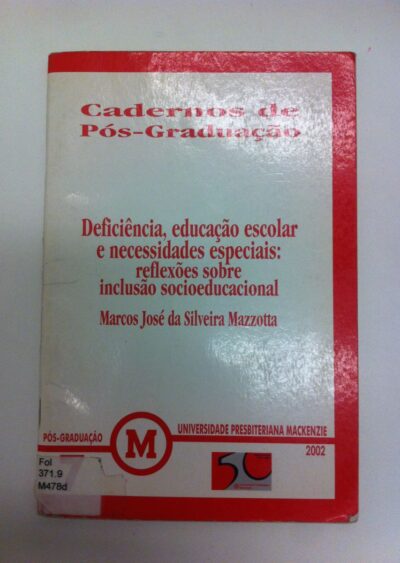 Cadernos de
Pós-Graduação
Deficiência, educação escolar
e necessidades especiais:
reflexões sobre
inclusão socioeducacional
Marcos José da Silveira Mazzotta
PÓS-GRADUAÇÃO
M
UNIVERSIDADE PRESBITERIANA MACKENZIE
2002
Fol
371.9
M478d
50